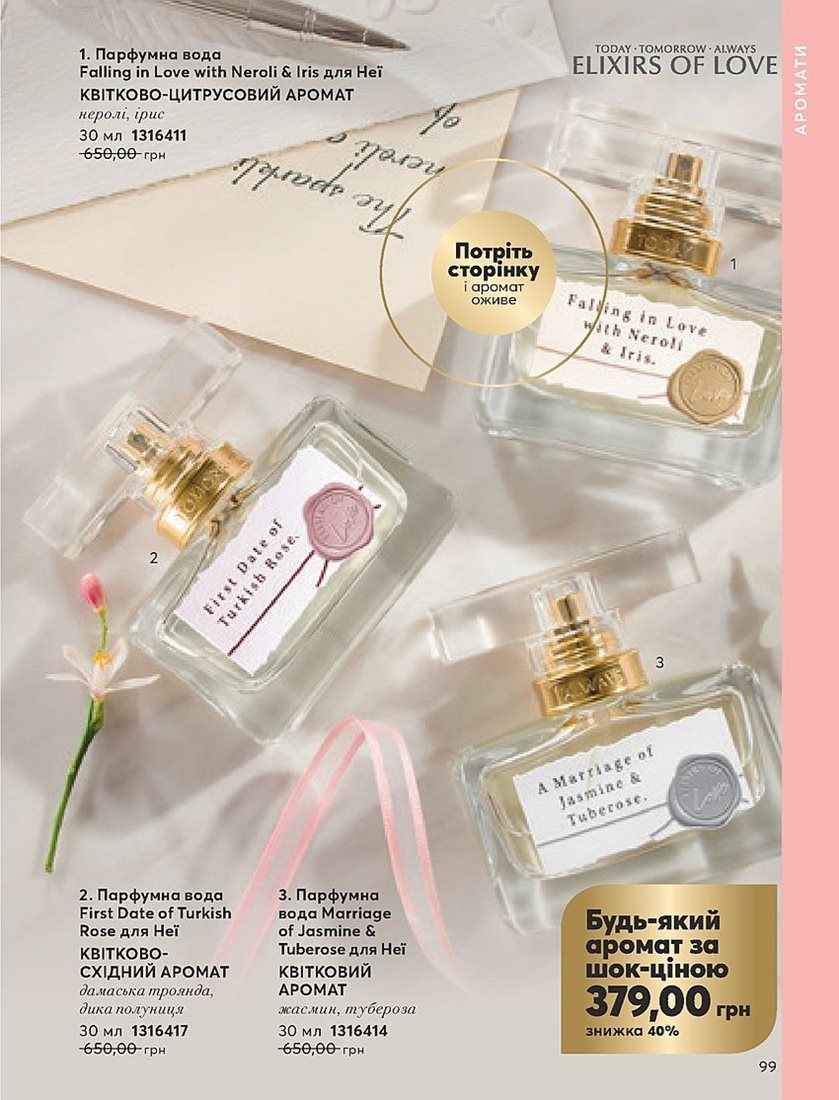 1. Парфумна вода
Falling in Love with Neroli & Iris для Неї
КВІТКОВО-ЦИТРУСОВИЙ АРОМАТ
неролі, ірис
30 мл 1316411
650,00 грн
TODAY · TOMORROW · ALWAYS
ELIXIRS OF LOVE
АРОМАТИ
The sparkli
neroli
Потріть
сторінку
і аромат
оживе
TODAY
1
Falling in Love
with Neroli
& Iris.
2
First Date of
Turkish Rose.
3
A Marriage of
Jasmine &
Tuberose.
2. Парфумна вода
First Date of Turkish
Rose для Неї
КВІТКОВО-
СХІДНИЙ АРОМАТ
дамаська троянда,
дика полуниця
30 мл 1316417
650,00 грн
3. Парфумна
вода Marriage
of Jasmine &
Tuberose для Неї
КВІТКОВИЙ
АРОМАТ
жасмин, тубероза
30 мл 1316414
650,00 грн
Будь-який
аромат за
шок-ціною
379,00 грн
знижка 40%
99